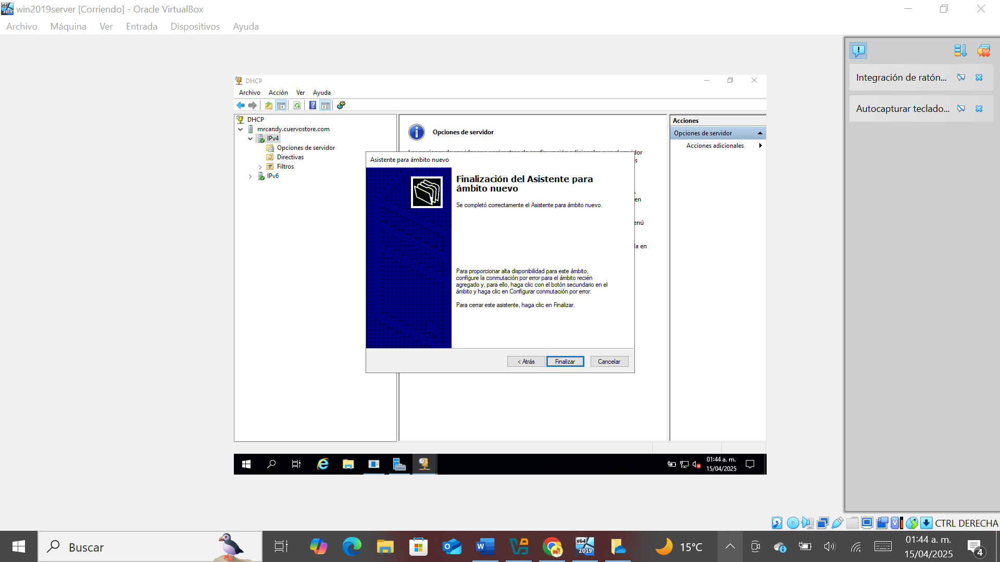 win2019server [Corriendo] - Oracle VirtualBox
Archivo Máquina Ver Entrada Dispositivos Ayuda
Integración de ratón...
Autocapturar teclado...
DHCP
Archivo Acción Ver Ayuda
DHCP
mrcandy.cuervostore.com
IPv4
Opciones de servidor
Directivas
Filtros
IPv6
Opciones de servidor
Acciones
Opciones de servidor
Acciones adicionales
en
enú
la en
Asistente para ámbito nuevo
Finalización del Asistente para
ámbito nuevo
Se completó correctamente el Asistente para ámbito nuevo.
Para proporcionar alta disponibilidad para este ámbito,
configure la conmutación por error para el ámbito recién
agregado y, para ello, haga clic con el botón secundario en el
ámbito y haga clic en Configurar conmutación por error.
Para cerrar este asistente, haga clic en Finalizar.
< Atrás Finalizar Cancelar
01:44 a. m.
15/04/2025
CTRL DERECHA
Buscar
x64
2019
15°C
01:44 a. m.
15/04/2025
4